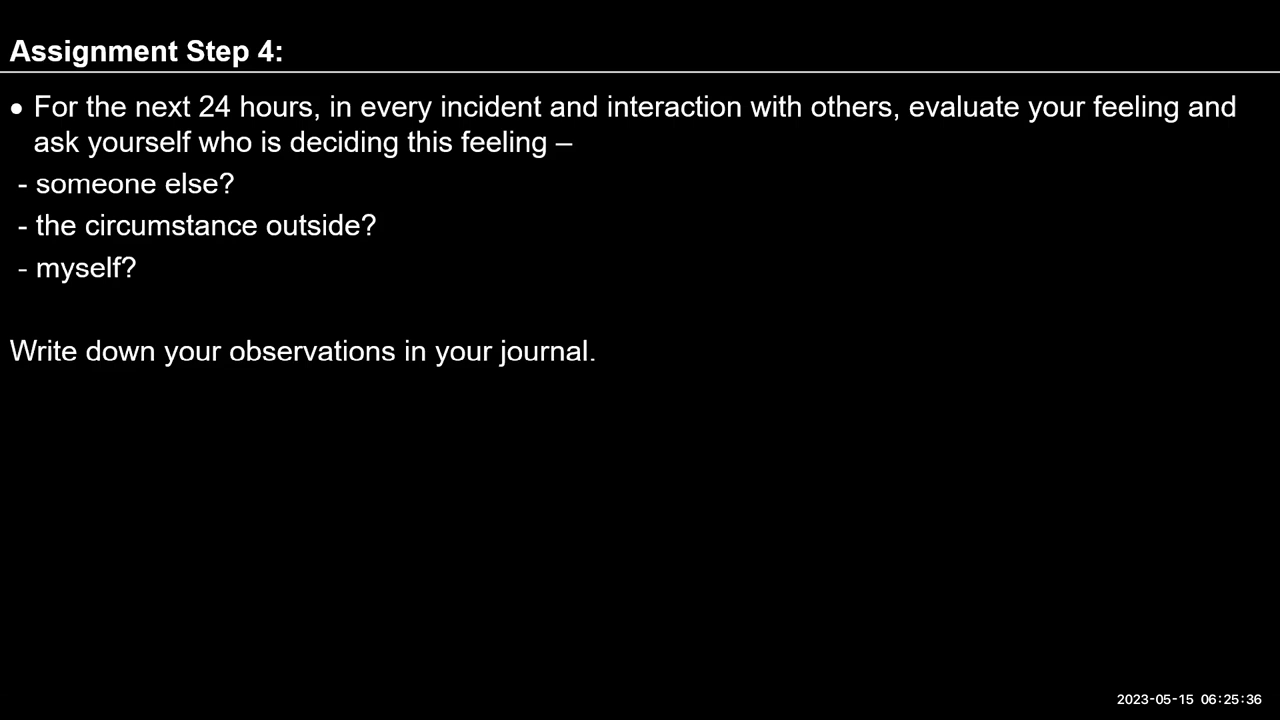 Assignment Step 4:
● For the next 24 hours, in every incident and interaction with others, evaluate your feeling and
ask yourself who is deciding this feeling –
- someone else?
- the circumstance outside?
- myself?
Write down your observations in your journal.
2023-05-15 06:25:36